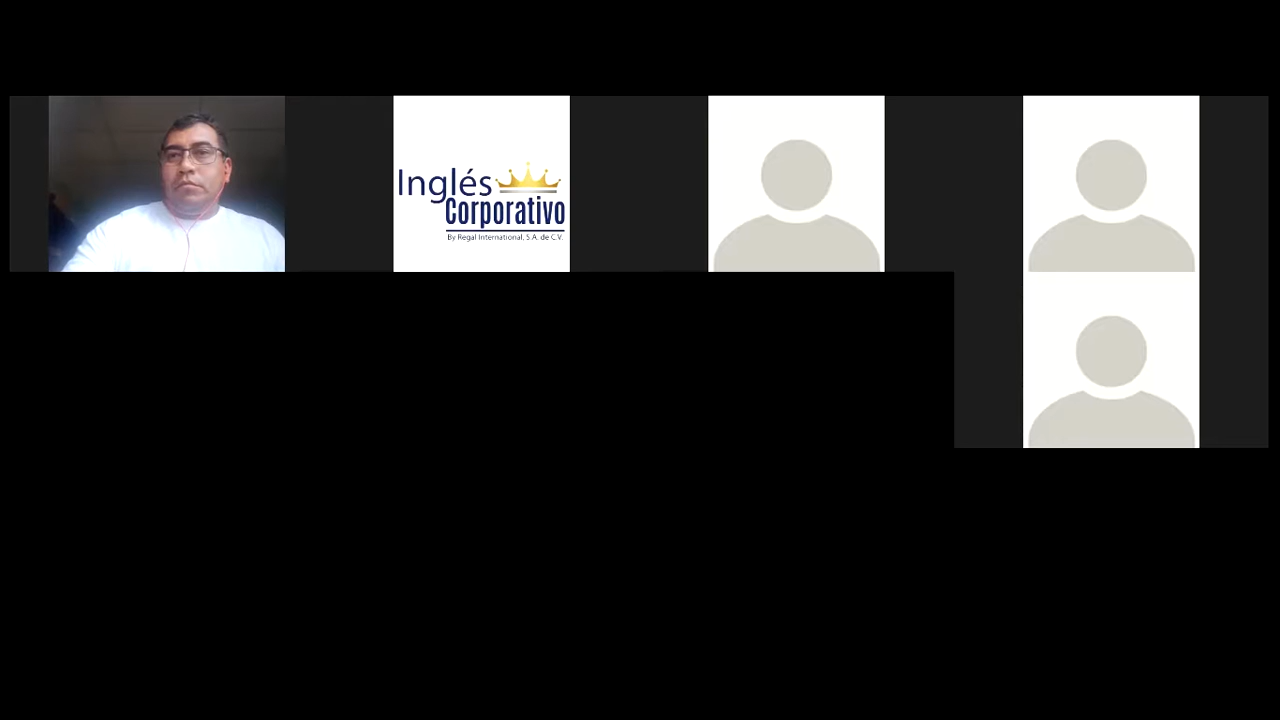 Inglés
Corporativo
By Regal International, S.A. de C.V.